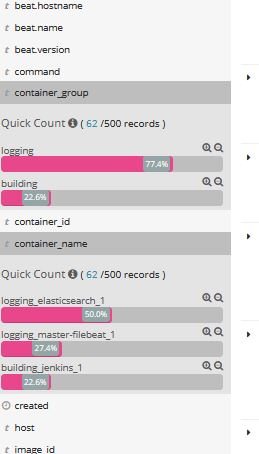 t beat.hostname
t beat.name
t beat.version
t command
t container_group
Quick Count ( 62 /500 records )
logging
77.4%
building
22.6%
t container_id
t container_name
Quick Count ( 62 /500 records )
logging_elasticsearch_1
50.0%
logging_master-filebeat_1
27.4%
building_jenkins_1
22.6%
created
t host
t image_id